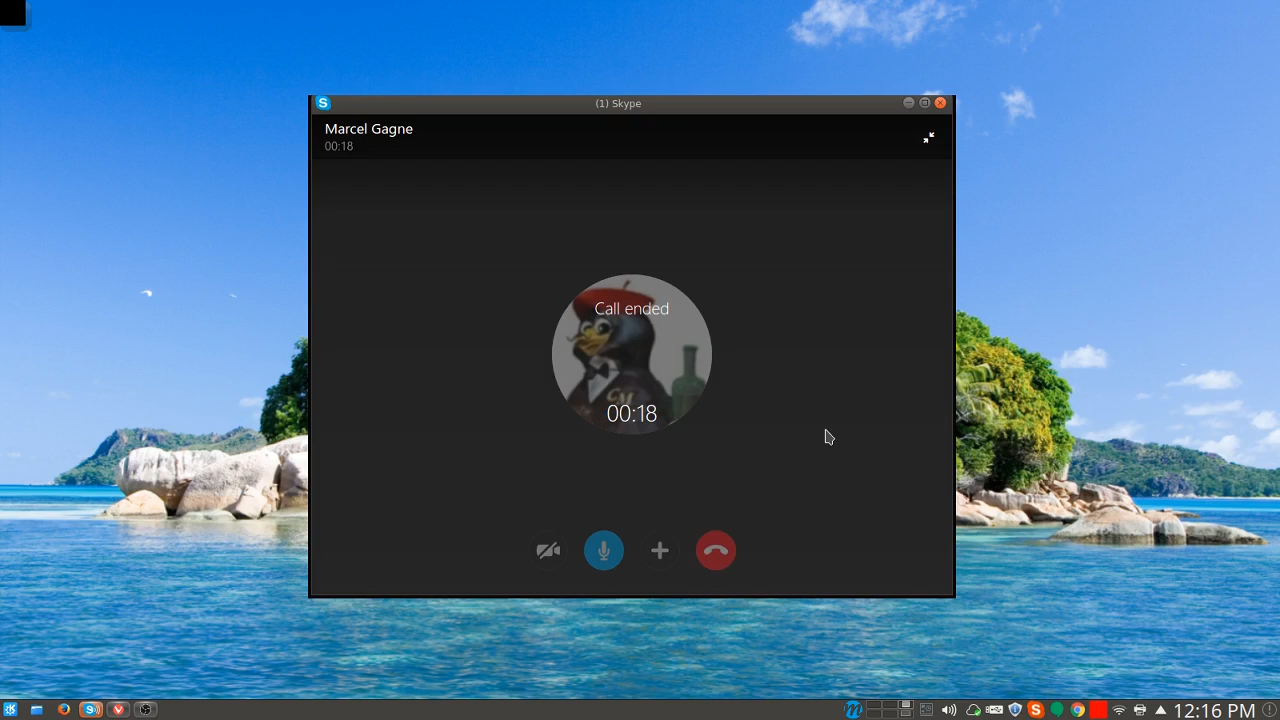 (1) Skype
Marcel Gagne
00:18
Call ended
00:18
12:16 PM